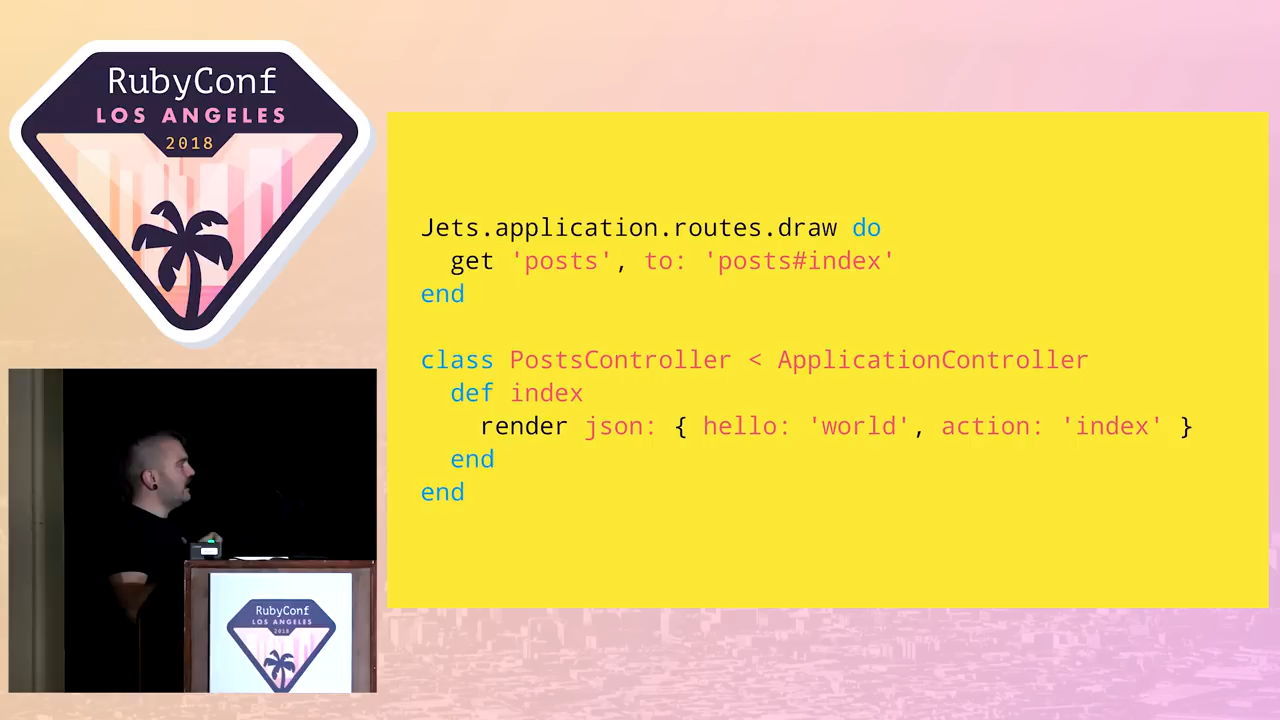 RubyConf
LOS ANGELES
2018
Jets.application.routes.draw do
  get 'posts', to: 'posts#index'
end
class PostsController < ApplicationController
  def index
    render json: { hello: 'world', action: 'index' }
  end
end
RubyConf
LOS ANGELES
2018